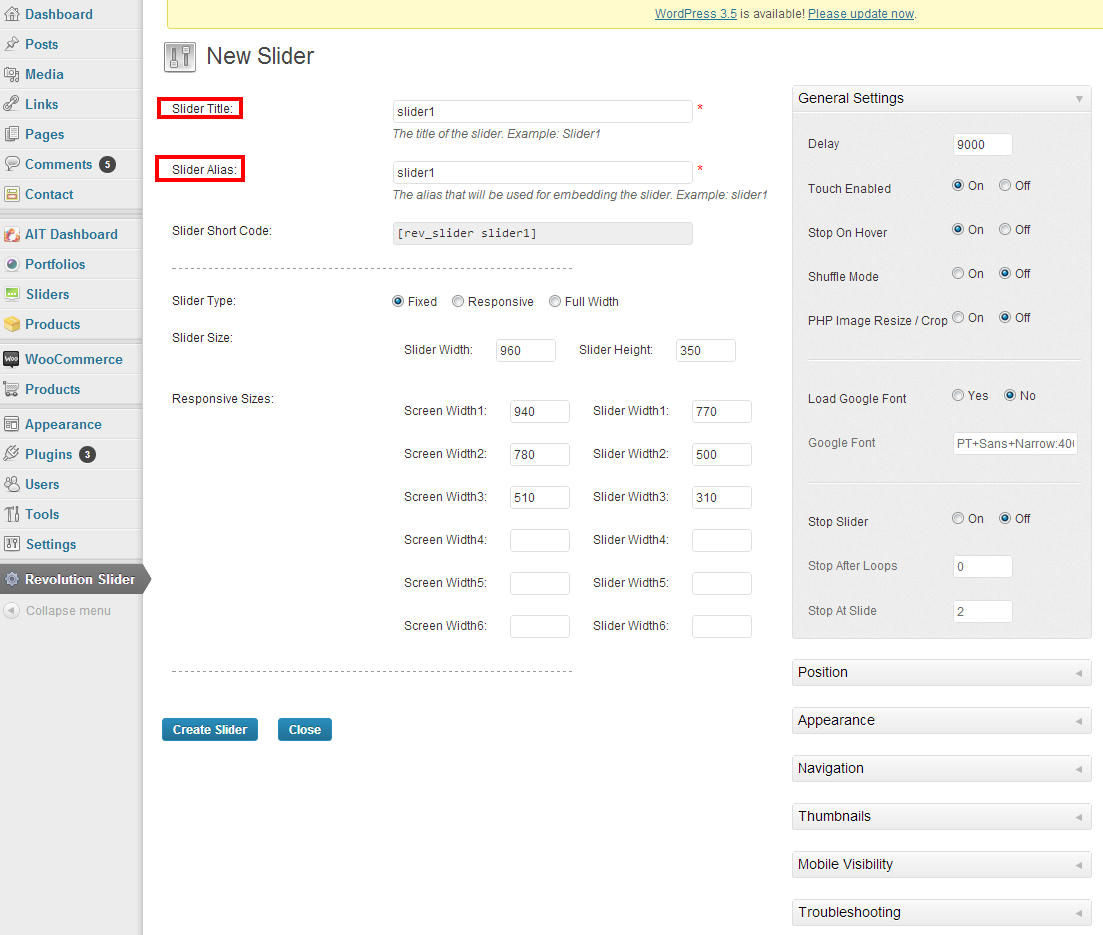 WordPress 3.5 is available! Please update now.
Dashboard
Posts
Media
Links
Pages
Comments 5
Contact
AIT Dashboard
Portfolios
Sliders
Products
WooCommerce
Products
Appearance
Plugins 3
Users
Tools
Settings
Revolution Slider
Collapse menu
New Slider
Slider Title: slider1 *
The title of the slider. Example: Slider1
Slider Alias: slider1 *
The alias that will be used for embedding the slider. Example: slider1
Slider Short Code: [rev_slider slider1]
Slider Type: Fixed Responsive Full Width
Slider Size:
Slider Width: 960 Slider Height: 350
Responsive Sizes:
Screen Width1: 940 Slider Width1: 770
Screen Width2: 780 Slider Width2: 500
Screen Width3: 510 Slider Width3: 310
Screen Width4: Slider Width4:
Screen Width5: Slider Width5:
Screen Width6: Slider Width6:
Create Slider Close
General Settings
Delay 9000
Touch Enabled On Off
Stop On Hover On Off
Shuffle Mode On Off
PHP Image Resize / Crop On Off
Load Google Font Yes No
Google Font PT+Sans+Narrow:40
Stop Slider On Off
Stop After Loops 0
Stop At Slide 2
Position
Appearance
Navigation
Thumbnails
Mobile Visibility
Troubleshooting